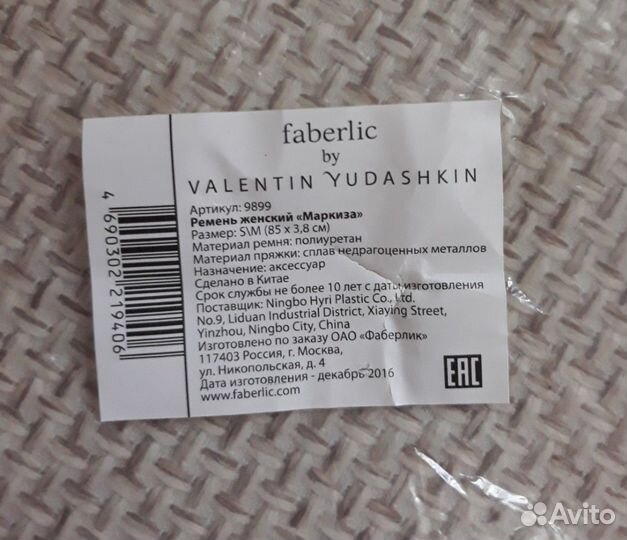 faberlic
by
VALENTIN YUDASHKIN
Артикул: 9899
Ремень женский «Маркиза»
Размер: S\M (85 x 3,8 см)
Материал ремня: полиуретан
Материал пряжки: сплав недрагоценных металлов
Назначение: аксессуар
Сделано в Китае
Срок службы не более 10 лет с даты изготовления
Поставщик: Ningbo Hyri Plastic Co., Ltd.
No.9, Liduan Industrial District, Xiaying Street,
Yinzhou, Ningbo City, China
Изготовлено по заказу ОАО «Фаберлик»
117403 Россия, г. Москва,
ул. Никопольская, д. 4
Дата изготовления - декабрь 2016
www.faberlic.com
4 690302 219406
EAC
Avito